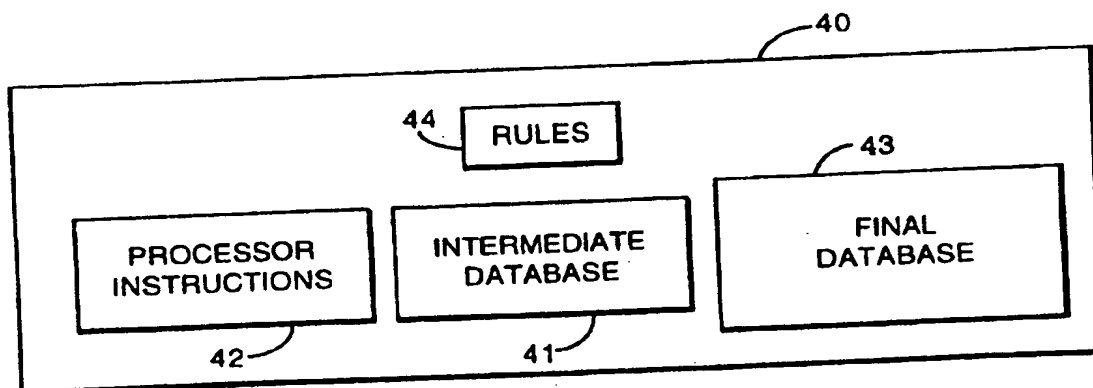 40
44
RULES
43
PROCESSOR
INSTRUCTIONS
INTERMEDIATE
DATABASE
FINAL
DATABASE
42
41